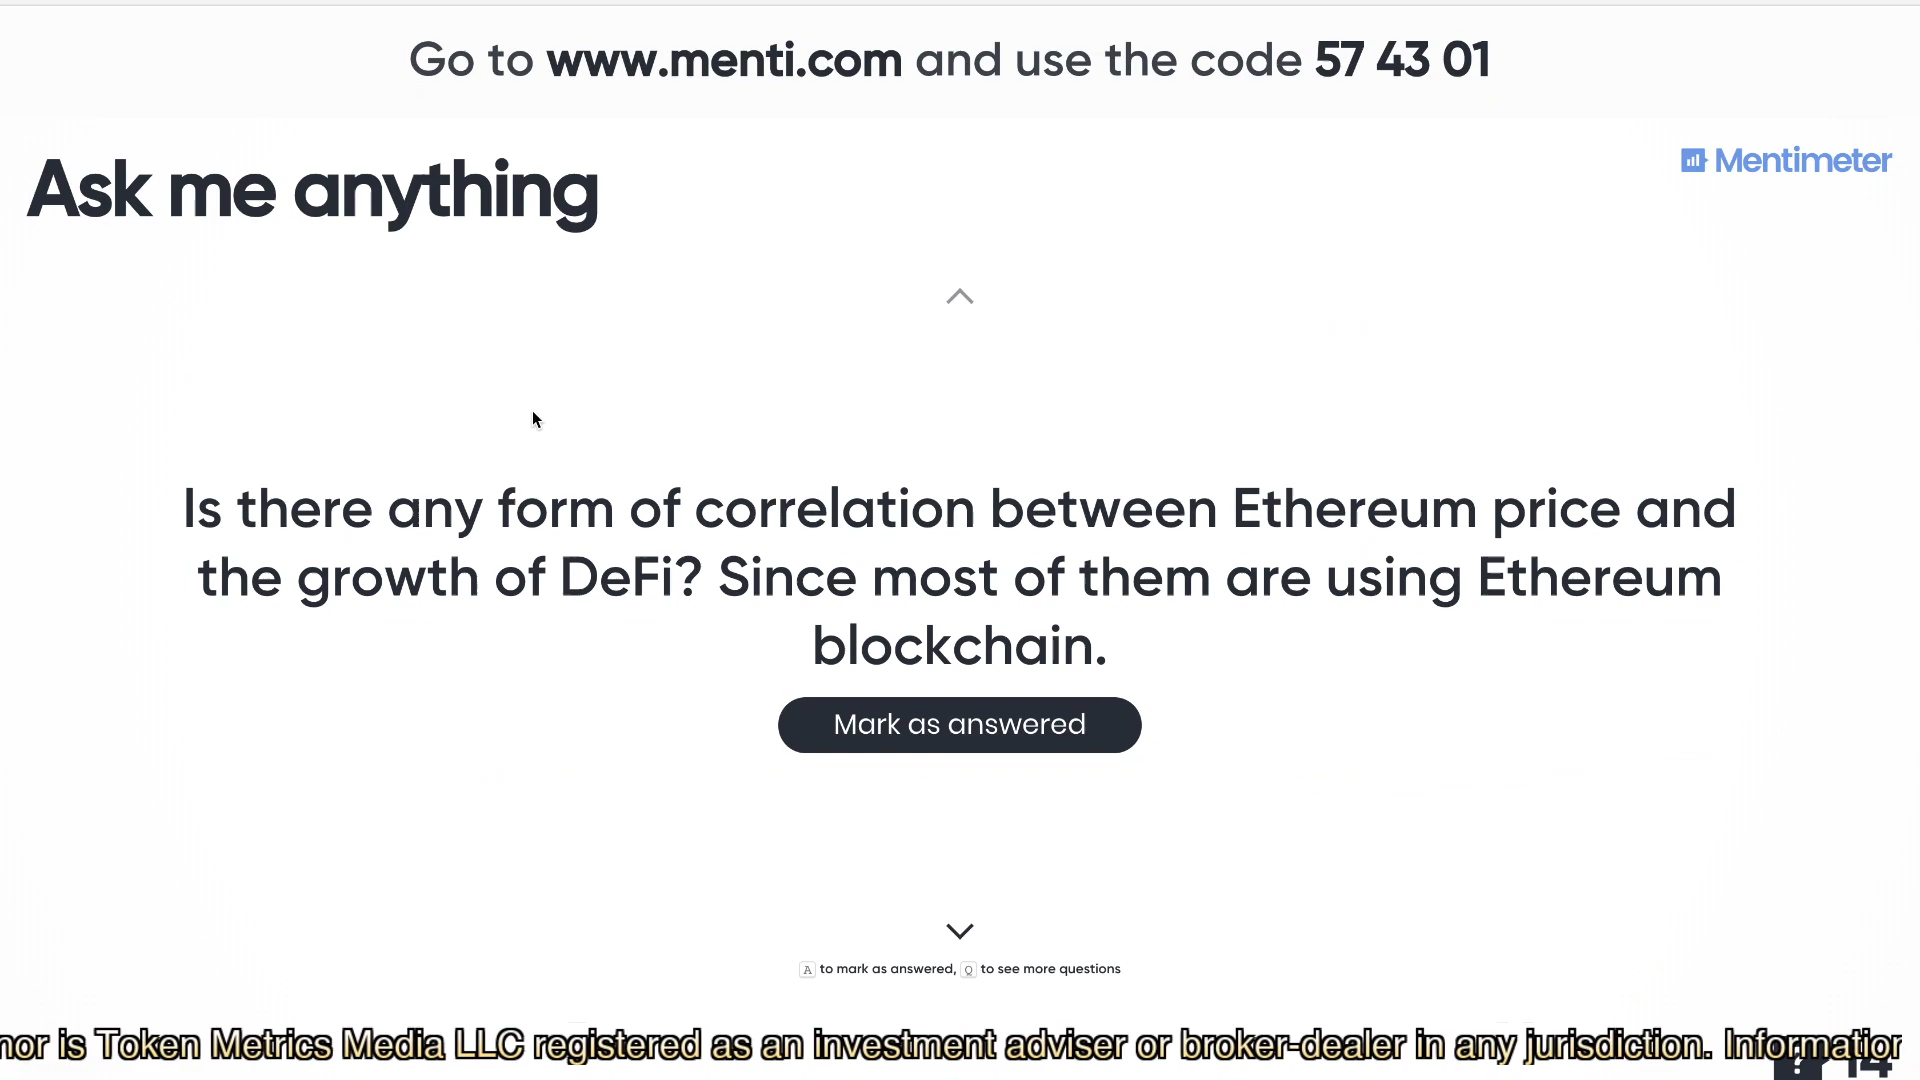 Go to www.menti.com and use the code 57 43 01
Mentimeter
Ask me anything
Is there any form of correlation between Ethereum price and
the growth of DeFi? Since most of them are using Ethereum
blockchain.
Mark as answered
A to mark as answered, Q to see more questions
nor is Token Metrics Media LLC registered as an investment adviser or broker-dealer in any jurisdiction. Information
? 14